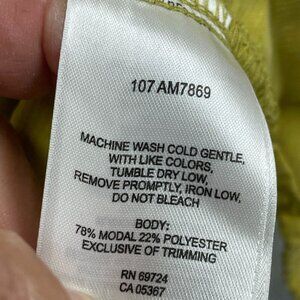 107 AM7869
MACHINE WASH COLD GENTLE,
WITH LIKE COLORS,
TUMBLE DRY LOW,
REMOVE PROMPTLY, IRON LOW,
DO NOT BLEACH
BODY:
78% MODAL 22% POLYESTER
EXCLUSIVE OF TRIMMING
RN 69724
CA 05367